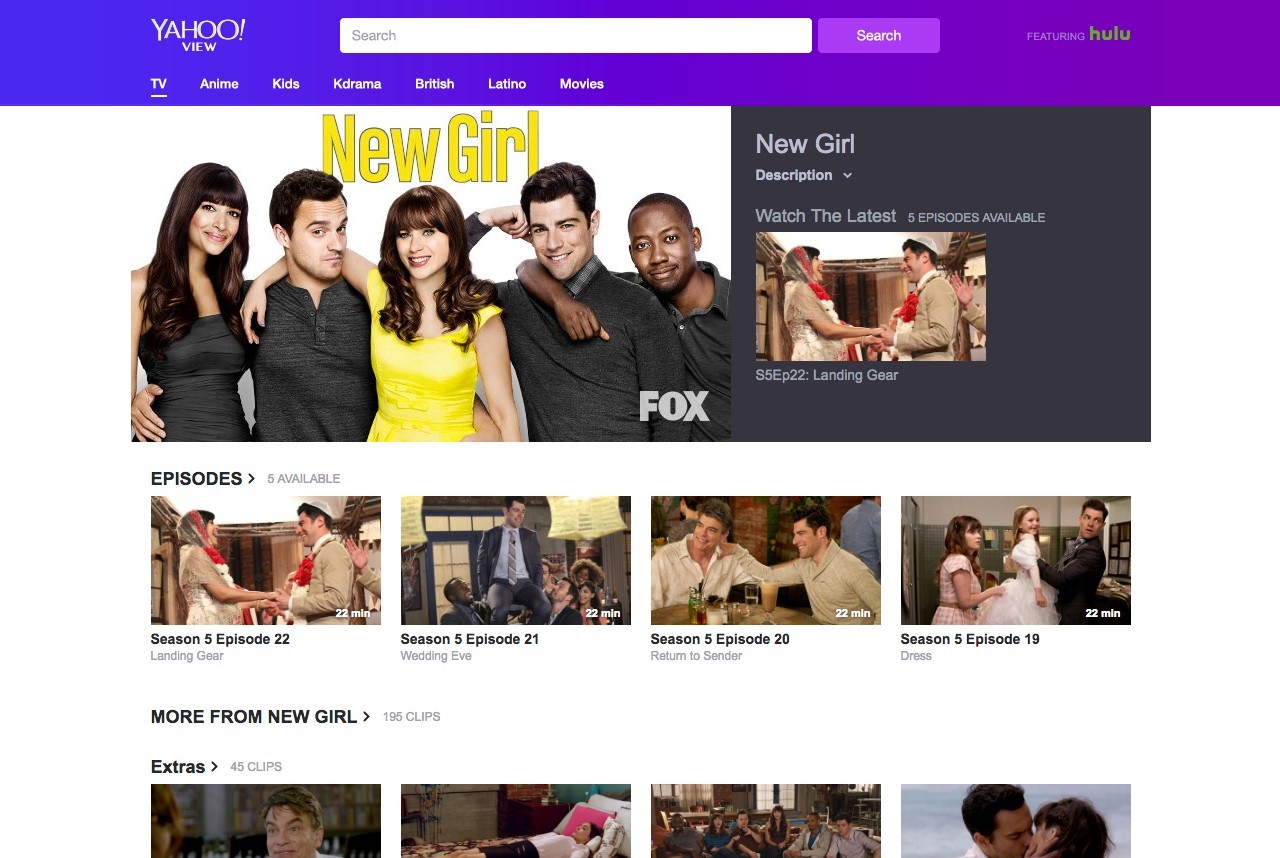 YAHOO!
VIEW
Search
Search
FEATURING hulu
TV Anime Kids Kdrama British Latino Movies
New Girl
FOX
New Girl
Description
Watch The Latest 5 EPISODES AVAILABLE
S5Ep22: Landing Gear
EPISODES > 5 AVAILABLE
22 min 22 min 22 min 22 min
Season 5 Episode 22 Season 5 Episode 21 Season 5 Episode 20 Season 5 Episode 19
Landing Gear Wedding Eve Return to Sender Dress
MORE FROM NEW GIRL > 195 CLIPS
Extras > 45 CLIPS